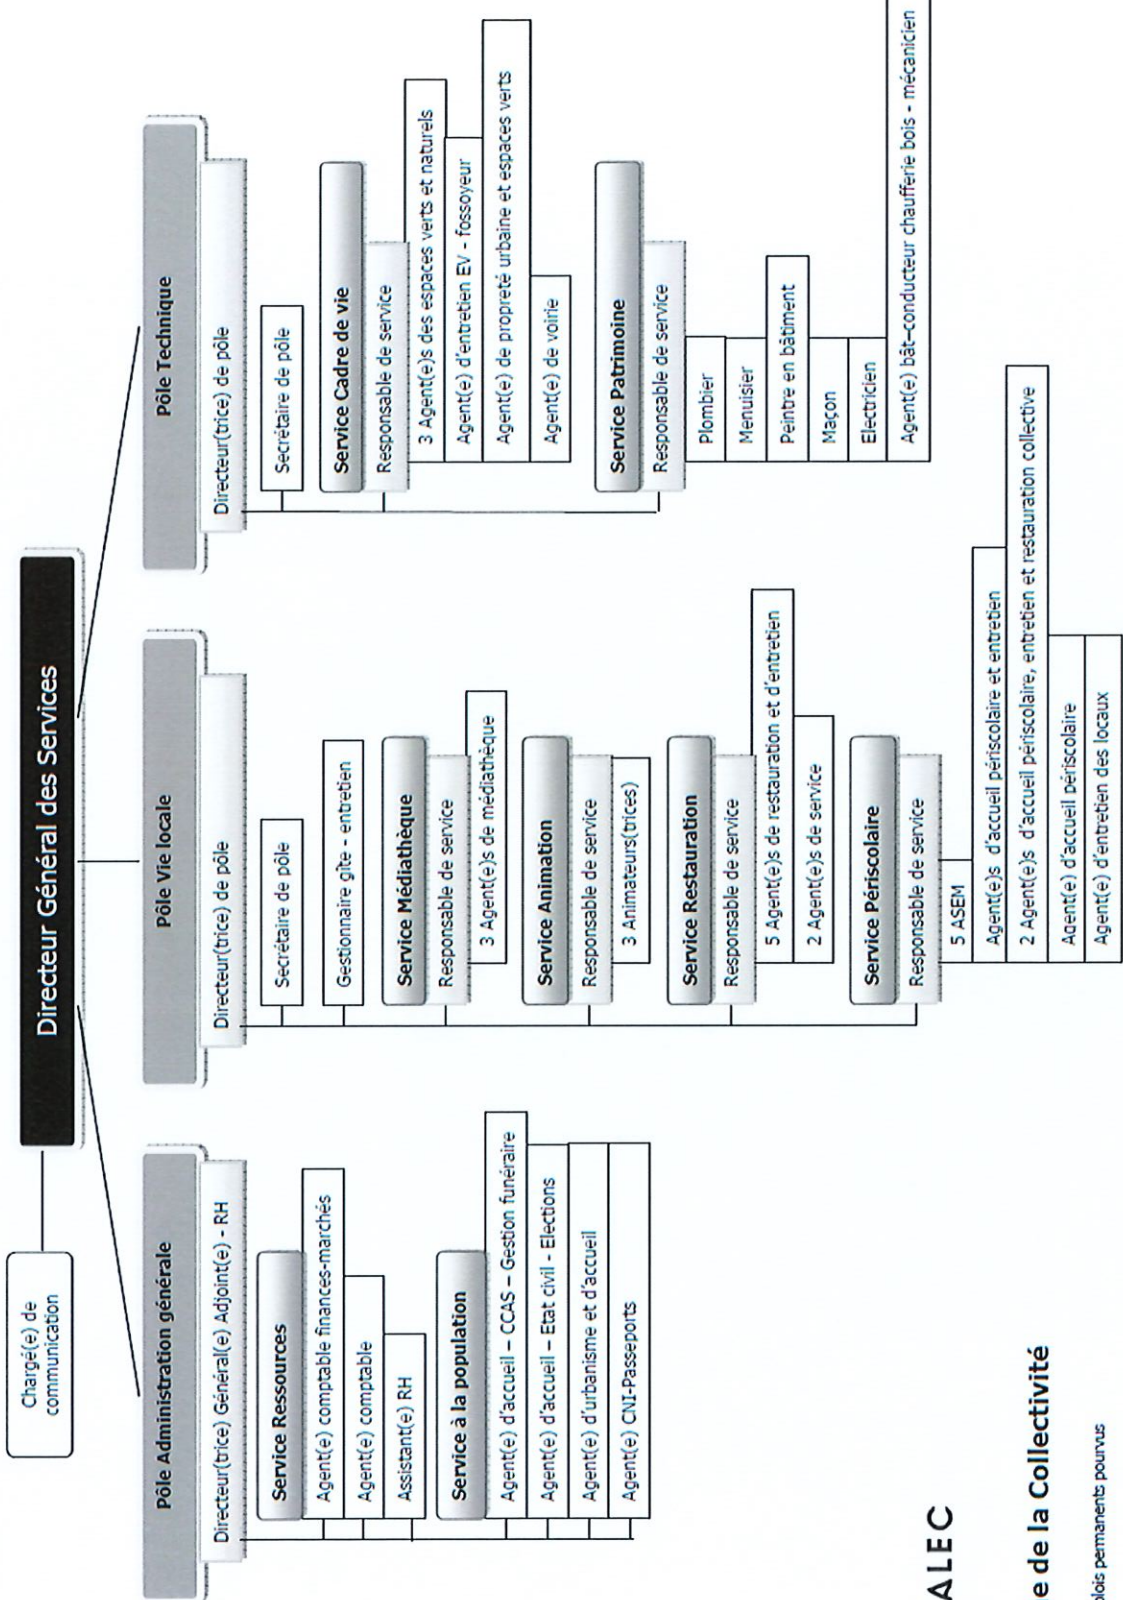 Directeur Général des Services
Chargé(e) de
communication
Pôle Administration générale
Directeur(trice) Général(e) Adjoint(e) - RH
Service Ressources
Agent(e) comptable finances-marchés
Agent(e) comptable
Assistant(e) RH
Service à la population
Agent(e) d'accueil – CCAS – Gestion funéraire
Agent(e) d'accueil – Etat civil - Elections
Agent(e) d'urbanisme et d'accueil
Agent(e) CNI-Passeports
Pôle Vie locale
Directeur(trice) de pôle
Secrétaire de pôle
Gestionnaire gîte - entretien
Service Médiathèque
Responsable de service
3 Agent(e)s de médiathèque
Service Animation
Responsable de service
3 Animateurs(trices)
Service Restauration
Responsable de service
5 Agent(e)s de restauration et d'entretien
2 Agent(e)s de service
Service Périscolaire
Responsable de service
5 ASEM
Agent(e)s d'accueil périscolaire et entretien
2 Agent(e)s d'accueil périscolaire, entretien et restauration collective
Agent(e) d'accueil périscolaire
Agent(e) d'entretien des locaux
Pôle Technique
Directeur(trice) de pôle
Secrétaire de pôle
Service Cadre de vie
Responsable de service
3 Agent(e)s des espaces verts et naturels
Agent(e) d'entretien EV - fossoyeur
Agent(e) de propreté urbaine et espaces verts
Agent(e) de voirie
Service Patrimoine
Responsable de service
Plombier
Menuisier
Peintre en bâtiment
Maçon
Electricien
Agent(e) bât–conducteur chaufferie bois - mécanicien
ALEC
e de la Collectivité
plois permanents pourvus